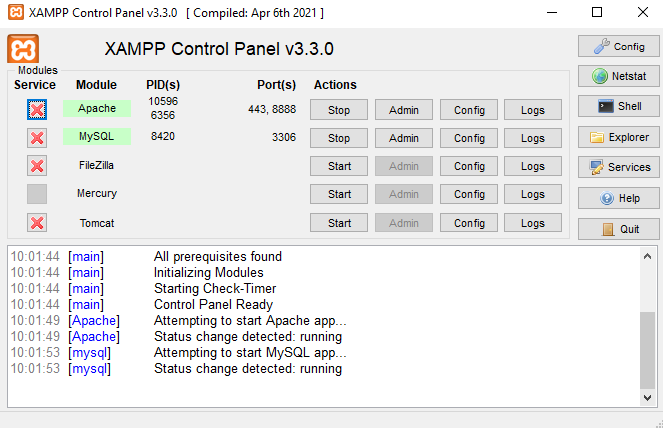 XAMPP Control Panel v3.3.0 [ Compiled: Apr 6th 2021 ]
XAMPP Control Panel v3.3.0
Config
Modules
Service Module PID(s) Port(s) Actions
Netstat
Apache 10596 6356 443, 8888 Stop Admin Config Logs
Shell
MySQL 8420 3306 Stop Admin Config Logs
Explorer
FileZilla Start Admin Config Logs
Services
Mercury Start Admin Config Logs
Help
Tomcat Start Admin Config Logs
Quit
10:01:44 [main] All prerequisites found
10:01:44 [main] Initializing Modules
10:01:44 [main] Starting Check-Timer
10:01:44 [main] Control Panel Ready
10:01:49 [Apache] Attempting to start Apache app...
10:01:49 [Apache] Status change detected: running
10:01:53 [mysql] Attempting to start MySQL app...
10:01:53 [mysql] Status change detected: running